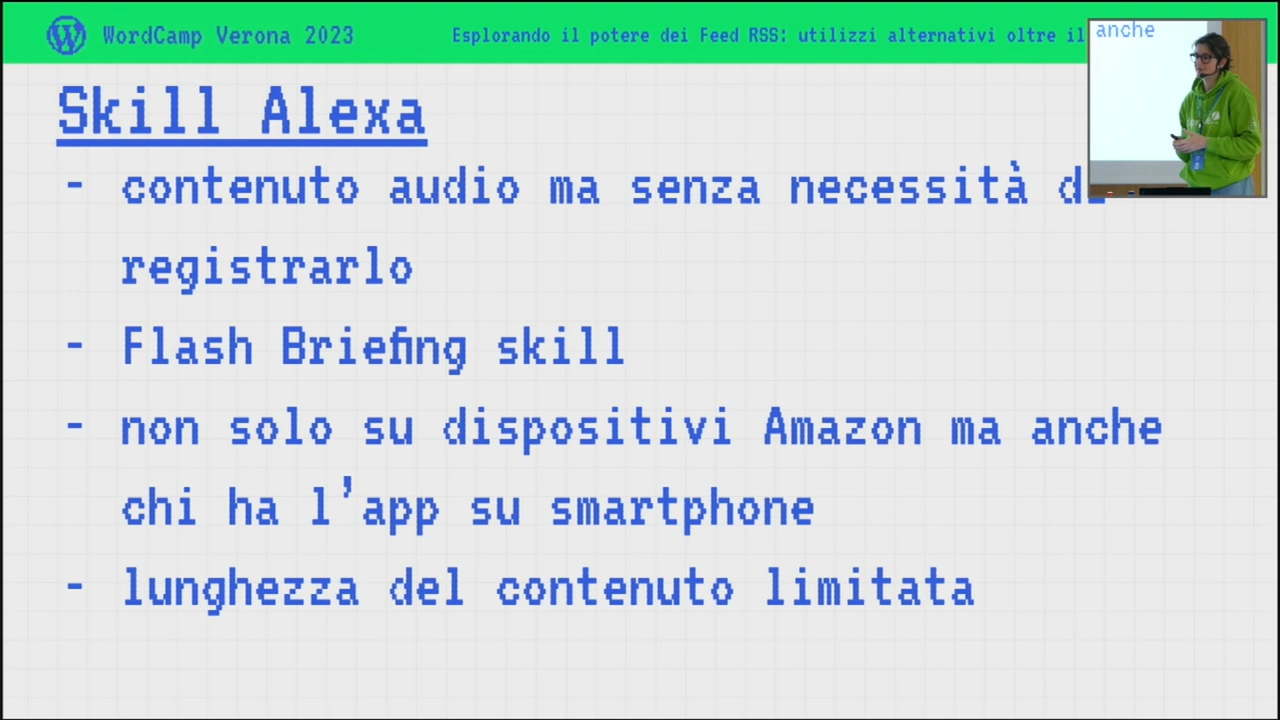 WordCamp Verona 2023
Esplorando il potere dei Feed RSS: utilizzi alternativi oltre il
anche
Skill Alexa
- contenuto audio ma senza necessità
registrarlo
- Flash Briefing skill
- non solo su dispositivi Amazon ma anche
chi ha l'app su smartphone
- lunghezza del contenuto limitata